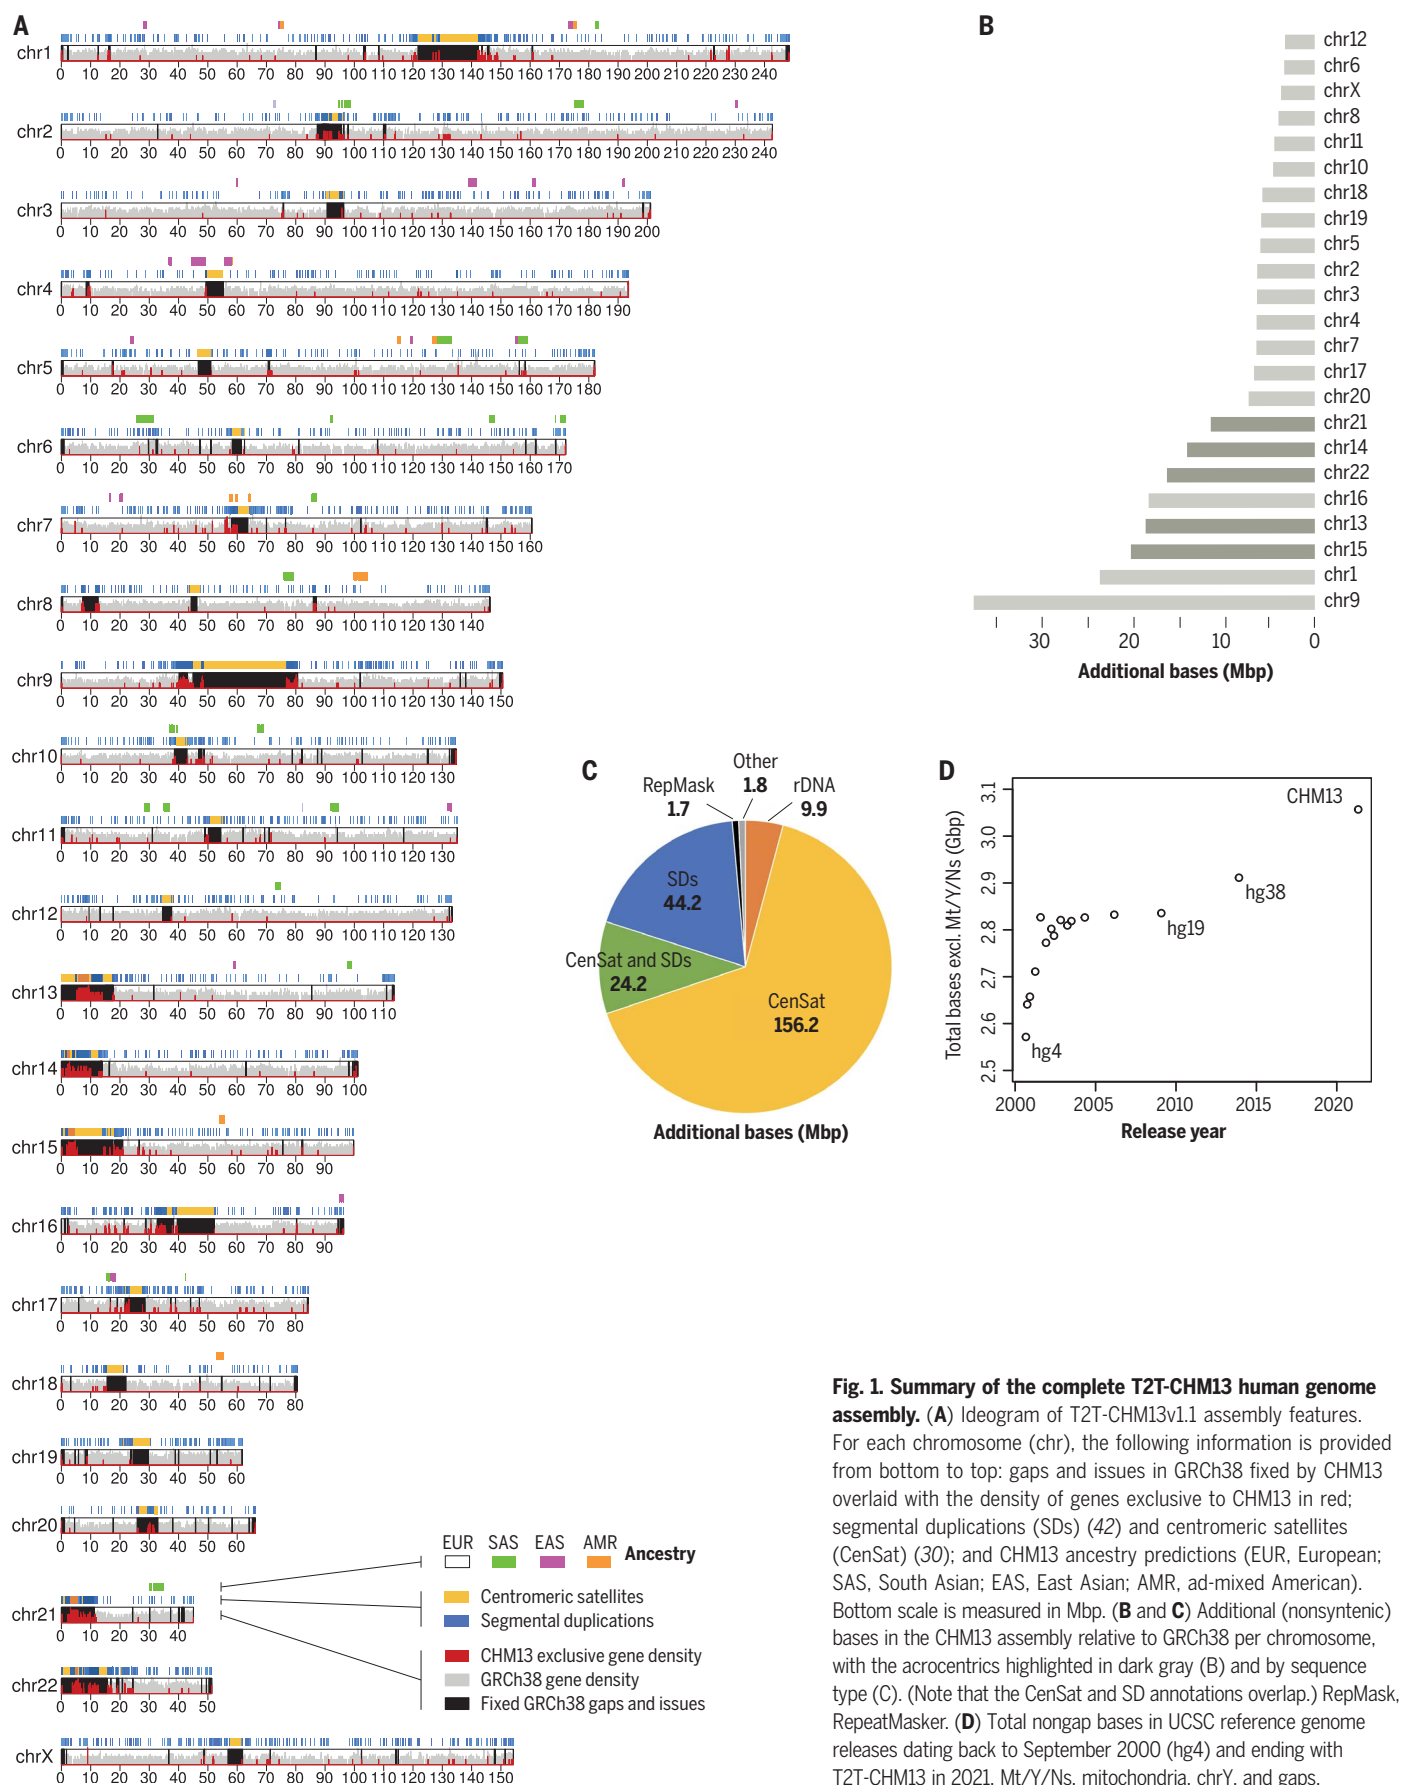 A
chr1
0 10 20 30 40 50 60 70 80 90 100 110 120 130 140 150 160 170 180 190 200 210 220 230 240
chr2
0 10 20 30 40 50 60 70 80 90 100 110 120 130 140 150 160 170 180 190 200 210 220 230 240
chr3
0 10 20 30 40 50 60 70 80 90 100 110 120 130 140 150 160 170 180 190 200
chr4
0 10 20 30 40 50 60 70 80 90 100 110 120 130 140 150 160 170 180 190
chr5
0 10 20 30 40 50 60 70 80 90 100 110 120 130 140 150 160 170 180
chr6
0 10 20 30 40 50 60 70 80 90 100 110 120 130 140 150 160 170
chr7
0 10 20 30 40 50 60 70 80 90 100 110 120 130 140 150 160
chr8
0 10 20 30 40 50 60 70 80 90 100 110 120 130 140
chr9
0 10 20 30 40 50 60 70 80 90 100 110 120 130 140 150
chr10
0 10 20 30 40 50 60 70 80 90 100 110 120 130
chr11
0 10 20 30 40 50 60 70 80 90 100 110 120 130
chr12
0 10 20 30 40 50 60 70 80 90 100 110 120 130
chr13
0 10 20 30 40 50 60 70 80 90 100 110
chr14
0 10 20 30 40 50 60 70 80 90 100
chr15
0 10 20 30 40 50 60 70 80 90
chr16
0 10 20 30 40 50 60 70 80 90
chr17
0 10 20 30 40 50 60 70 80
chr18
0 10 20 30 40 50 60 70 80
chr19
0 10 20 30 40 50 60
chr20
0 10 20 30 40 50 60
chr21
0 10 20 30 40
chr22
0 10 20 30 40 50
chrX
0 10 20 30 40 50 60 70 80 90 100 110 120 130 140 150
EUR SAS EAS AMR Ancestry
Centromeric satellites
Segmental duplications
CHM13 exclusive gene density
GRCh38 gene density
Fixed GRCh38 gaps and issues
B
chr12
chr6
chrX
chr8
chr11
chr10
chr18
chr19
chr5
chr2
chr3
chr4
chr7
chr17
chr20
chr21
chr14
chr22
chr16
chr13
chr15
chr1
chr9
30 20 10 0
Additional bases (Mbp)
C
Other
1.8
RepMask
1.7
rDNA
9.9
SDs
44.2
CenSat and SDs
24.2
CenSat
156.2
Additional bases (Mbp)
D
Total bases excl. Mt/Y/Ns (Gbp)
3.1
3.0
2.9
2.8
2.7
2.6
2.5
CHM13
hg38
hg19
hg4
2000 2005 2010 2015 2020
Release year
Fig. 1. Summary of the complete T2T-CHM13 human genome
assembly. (A) Ideogram of T2T-CHM13v1.1 assembly features.
For each chromosome (chr), the following information is provided
from bottom to top: gaps and issues in GRCh38 fixed by CHM13
overlaid with the density of genes exclusive to CHM13 in red;
segmental duplications (SDs) (42) and centromeric satellites
(CenSat) (30); and CHM13 ancestry predictions (EUR, European;
SAS, South Asian; EAS, East Asian; AMR, ad-mixed American).
Bottom scale is measured in Mbp. (B and C) Additional (nonsyntenic)
bases in the CHM13 assembly relative to GRCh38 per chromosome,
with the acrocentrics highlighted in dark gray (B) and by sequence
type (C). (Note that the CenSat and SD annotations overlap.) RepMask,
RepeatMasker. (D) Total nongap bases in UCSC reference genome
releases dating back to September 2000 (hg4) and ending with
T2T-CHM13 in 2021. Mt/Y/Ns, mitochondria, chrY, and gaps.